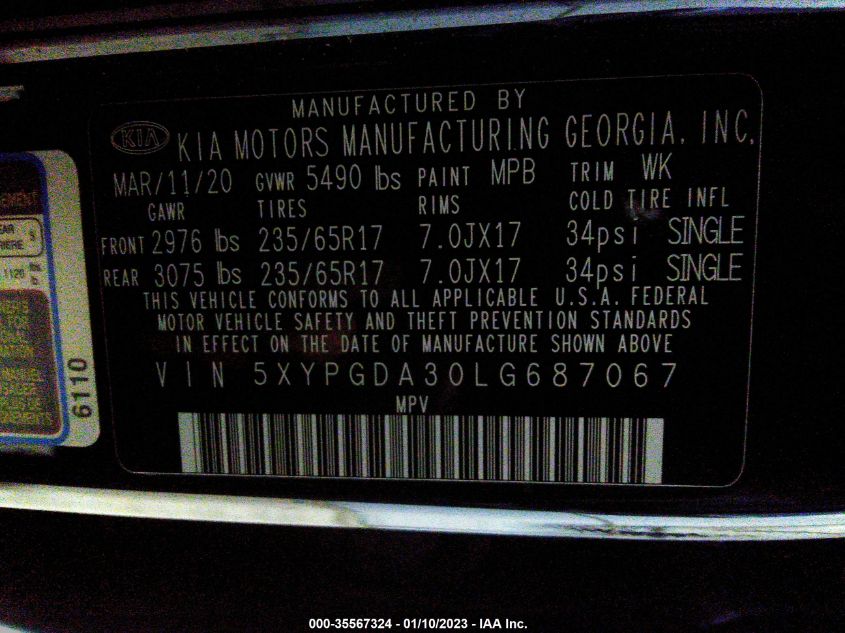 MANUFACTURED BY
KIA KIA MOTORS MANUFACTURING GEORGIA, INC.
MAR/11/20 GVWR 5490 lbs PAINT MPB TRIM WK
GAWR TIRES RIMS COLD TIRE INFL
FRONT 2976 lbs 235/65R17 7.0JX17 34psi SINGLE
REAR 3075 lbs 235/65R17 7.0JX17 34psi SINGLE
THIS VEHICLE CONFORMS TO ALL APPLICABLE U.S.A. FEDERAL
MOTOR VEHICLE SAFETY AND THEFT PREVENTION STANDARDS
IN EFFECT ON THE DATE OF MANUFACTURE SHOWN ABOVE
VIN 5XYPGDA30LG687067
MPV
6110
000-35567324 - 01/10/2023 - IAA Inc.